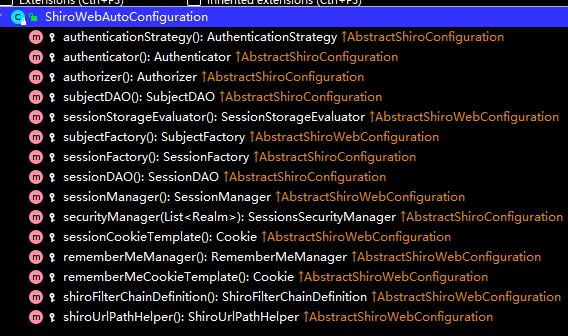 Extensions (Ctrl+F3) Inherited extensions (Ctrl+F3)
ShiroWebAutoConfiguration
authenticationStrategy(): AuthenticationStrategy ↑AbstractShiroConfiguration
authenticator(): Authenticator ↑AbstractShiroConfiguration
authorizer(): Authorizer ↑AbstractShiroConfiguration
subjectDAO(): SubjectDAO ↑AbstractShiroConfiguration
sessionStorageEvaluator(): SessionStorageEvaluator ↑AbstractShiroWebConfiguration
subjectFactory(): SubjectFactory ↑AbstractShiroWebConfiguration
sessionFactory(): SessionFactory ↑AbstractShiroConfiguration
sessionDAO(): SessionDAO ↑AbstractShiroConfiguration
sessionManager(): SessionManager ↑AbstractShiroWebConfiguration
securityManager(List<Realm>): SessionsSecurityManager ↑AbstractShiroWebConfiguration
sessionCookieTemplate(): Cookie ↑AbstractShiroWebConfiguration
rememberMeManager(): RememberMeManager ↑AbstractShiroWebConfiguration
rememberMeCookieTemplate(): Cookie ↑AbstractShiroWebConfiguration
shiroFilterChainDefinition(): ShiroFilterChainDefinition ↑AbstractShiroWebConfiguration
shiroUrlPathHelper(): ShiroUrlPathHelper ↑AbstractShiroWebConfiguration